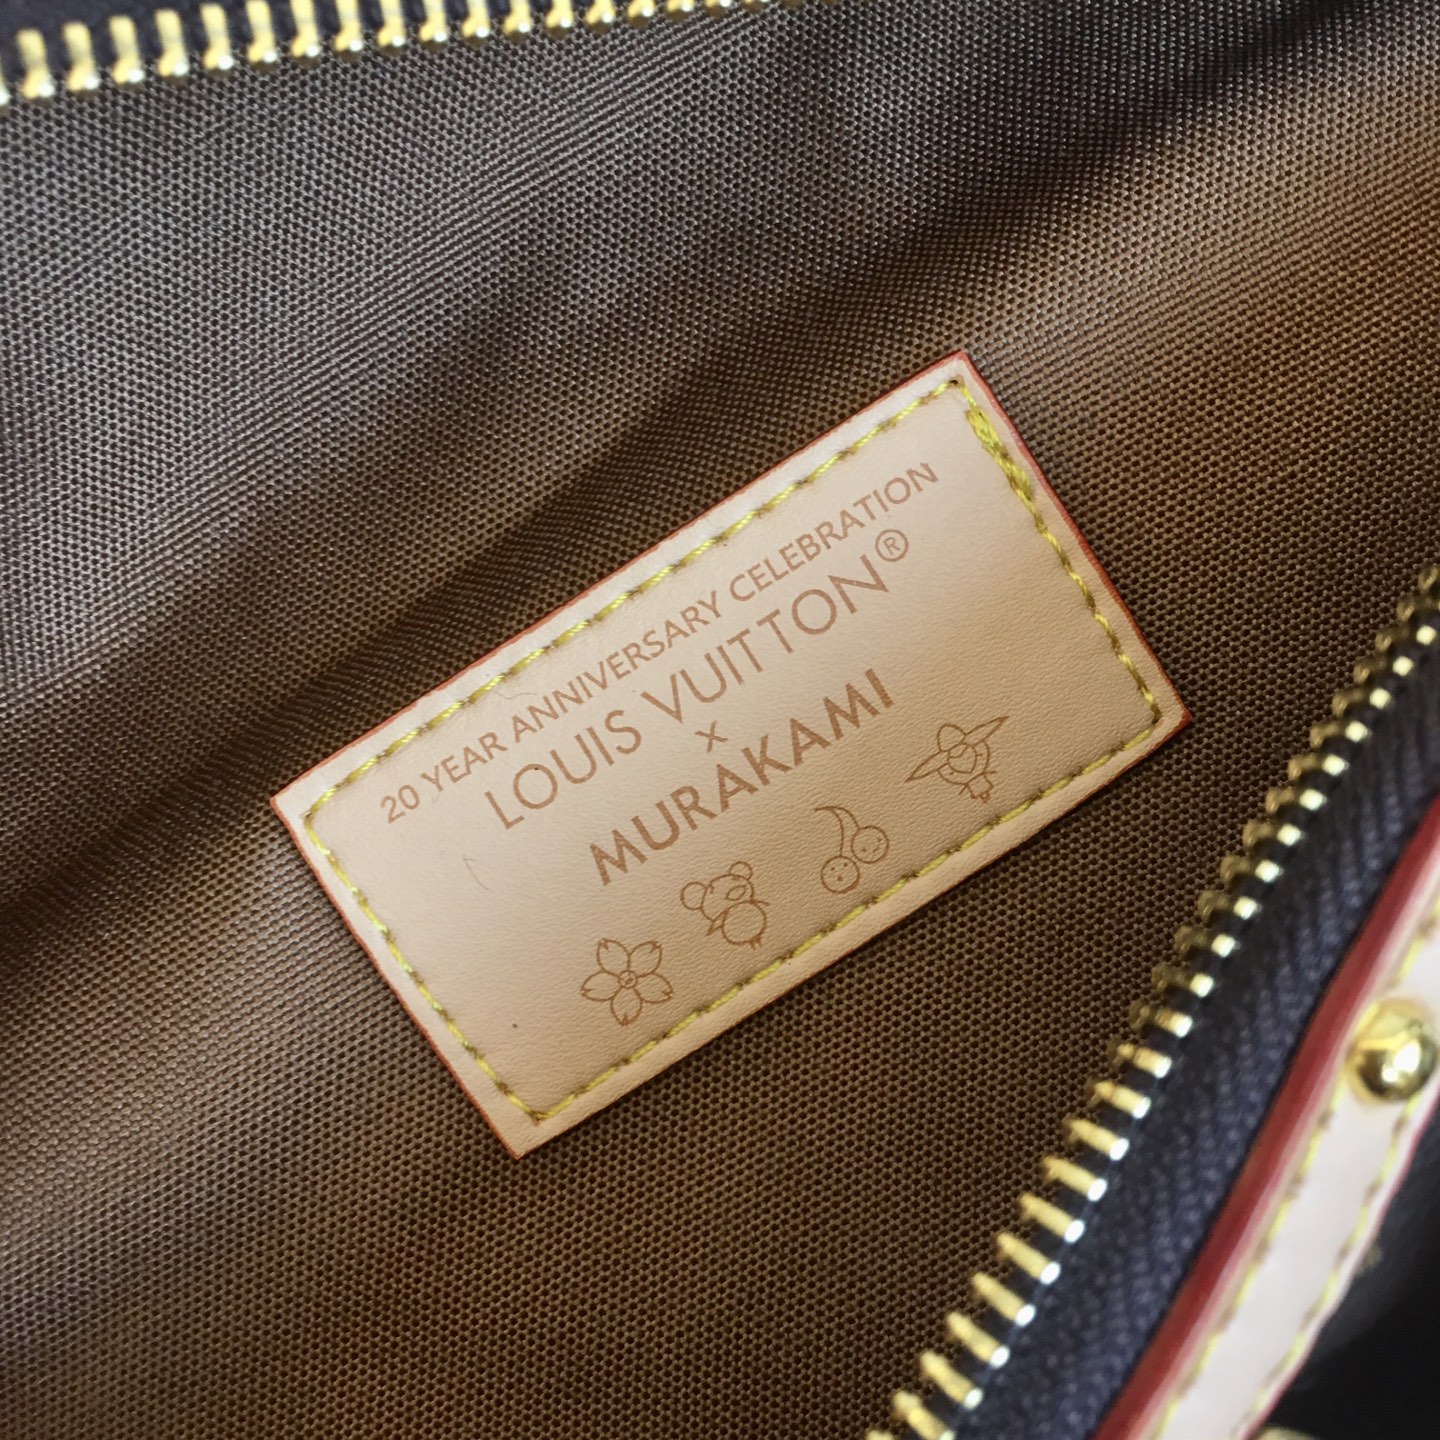 20 YEAR ANNIVERSARY CELEBRATION
LOUIS VUITTON®
×
MURAKAMI